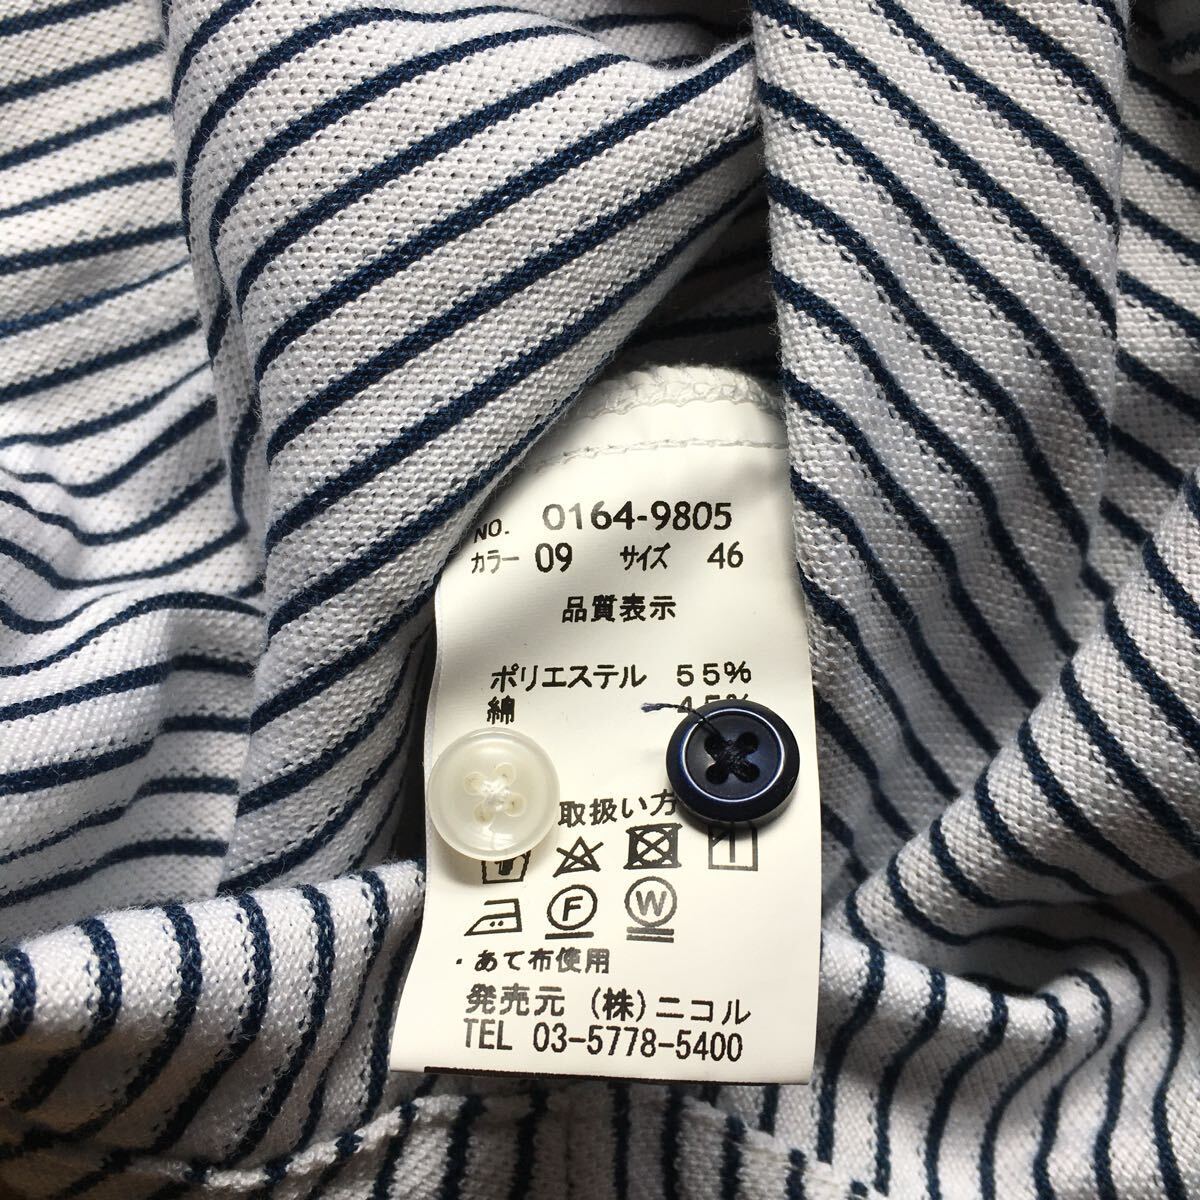 NO. 0164-9805
カラー 09 サイズ 46
品質表示
ポリエステル 55%
綿 45%
取扱い方
F W
・あて布使用
発売元 (株)ニコル
TEL 03-5778-5400